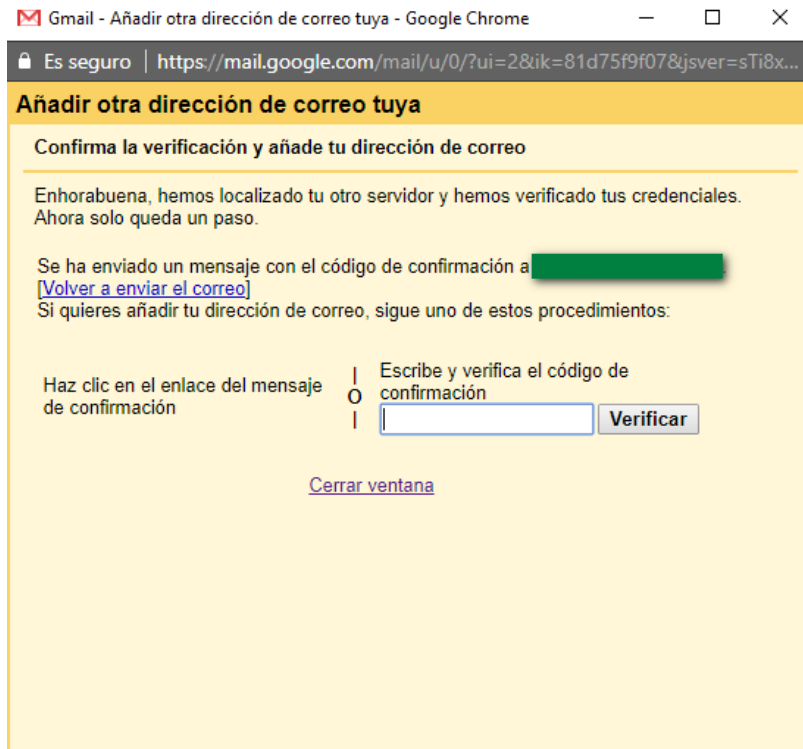 Gmail - Añadir otra dirección de correo tuya - Google Chrome
Es seguro | https://mail.google.com/mail/u/0/?ui=2&ik=81d75f9f07&jsver=sTi8x...
Añadir otra dirección de correo tuya
Confirma la verificación y añade tu dirección de correo
Enhorabuena, hemos localizado tu otro servidor y hemos verificado tus credenciales.
Ahora solo queda un paso.
Se ha enviado un mensaje con el código de confirmación a .
[Volver a enviar el correo]
Si quieres añadir tu dirección de correo, sigue uno de estos procedimientos:
Haz clic en el enlace del mensaje
de confirmación
|
O
|
Escribe y verifica el código de
confirmación
Verificar
Cerrar ventana